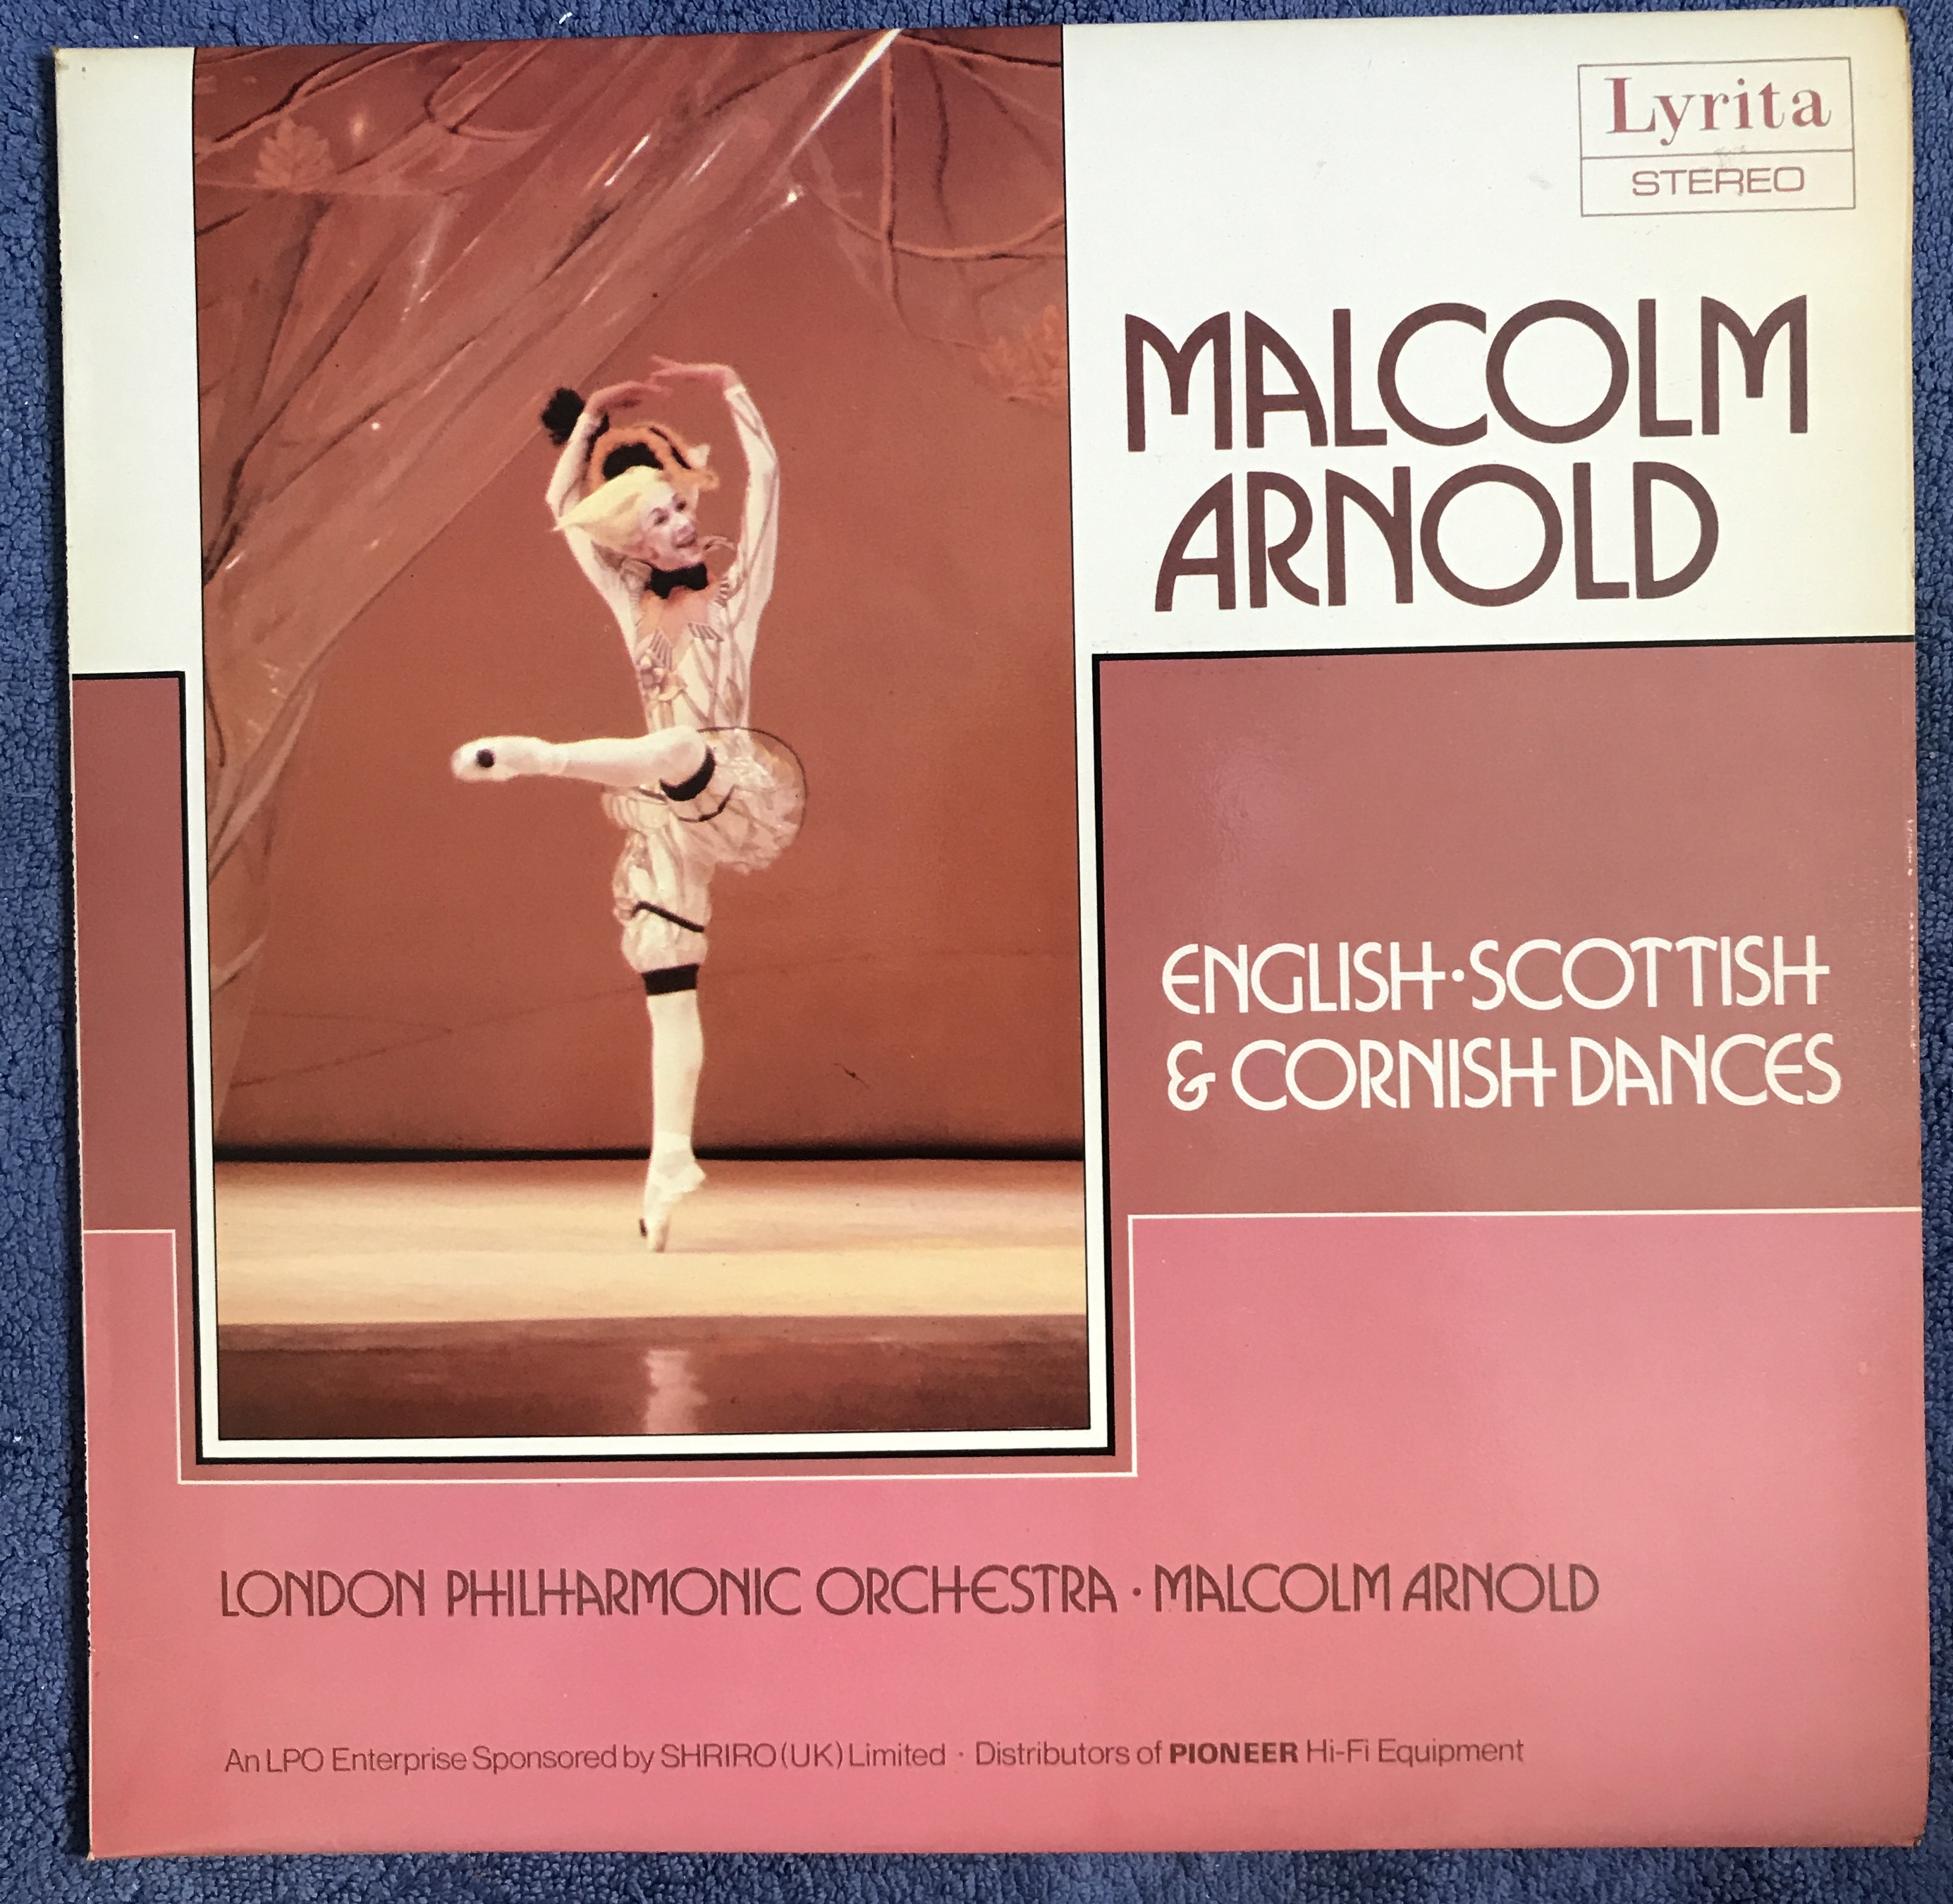 Lyrita
STEREO
MALCOLM
ARNOLD
ENGLISH·SCOTTISH
& CORNISH DANCES
LONDON PHILHARMONIC ORCHESTRA · MALCOLM ARNOLD
An LPO Enterprise Sponsored by SHRIRO (UK) Limited · Distributors of PIONEER Hi-Fi Equipment